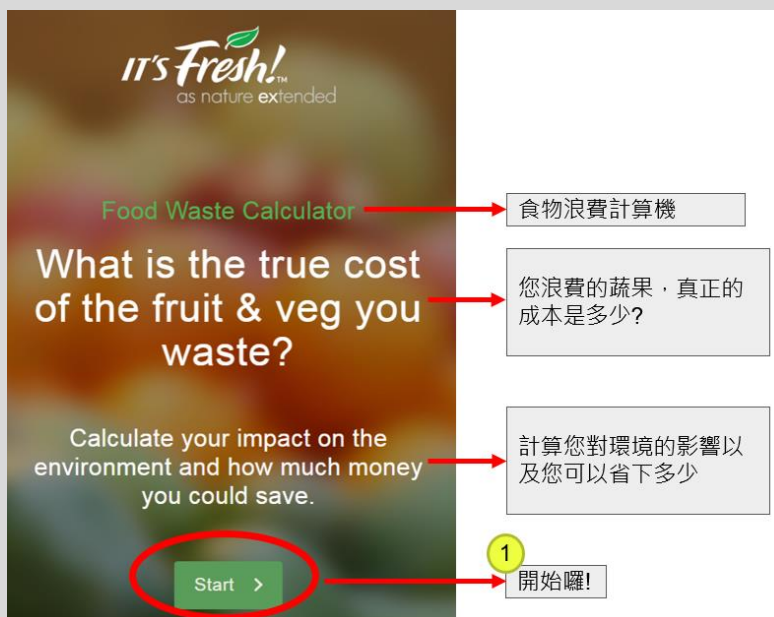 IT'S Fresh!™
as nature extended
Food Waste Calculator
食物浪費計算機
What is the true cost
of the fruit & veg you
waste?
您浪費的蔬果，真正的
成本是多少?
Calculate your impact on the
environment and how much money
you could save.
計算您對環境的影響以
及您可以省下多少
Start >
1
開始囉!